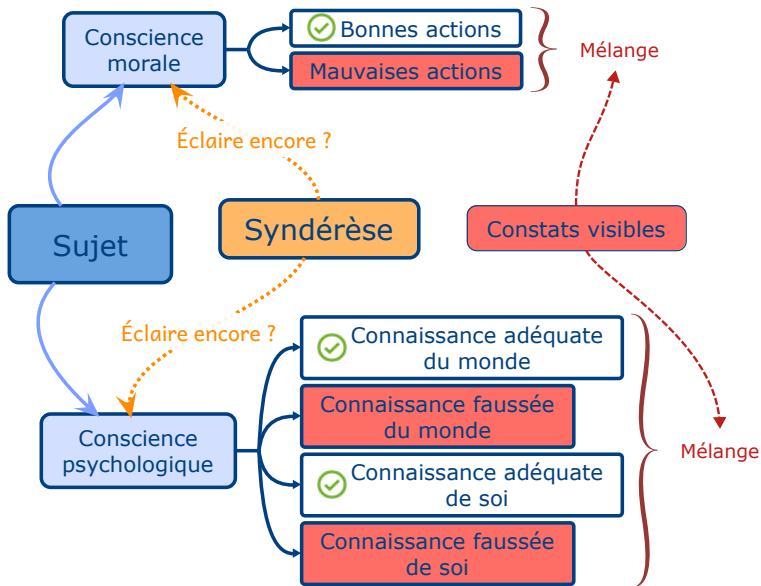 Conscience
morale
Bonnes actions
Mauvaises actions
Mélange
Éclaire encore ?
Sujet
Syndérèse
Constats visibles
Éclaire encore ?
Connaissance adéquate
du monde
Connaissance faussée
du monde
Conscience
psychologique
Mélange
Connaissance adéquate
de soi
Connaissance faussée
de soi